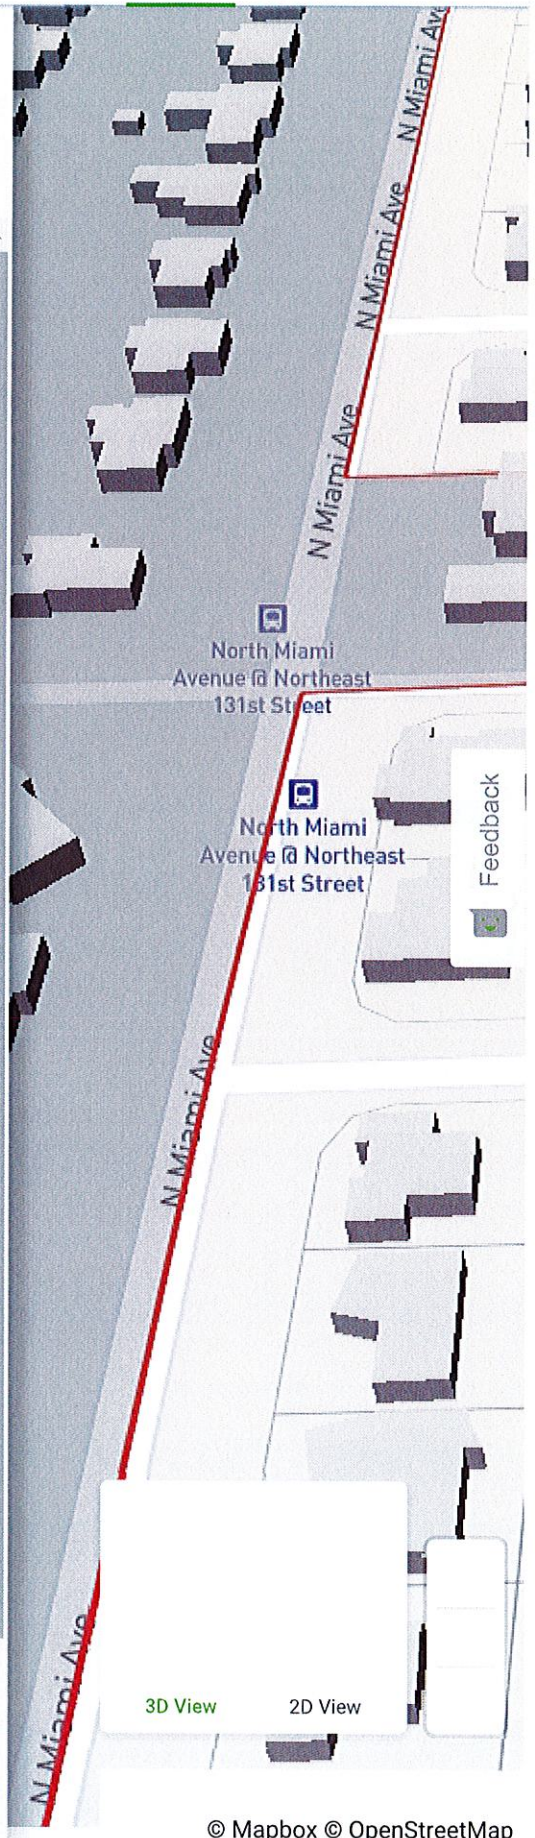 N Miami Ave
N Miami Ave
N Miami Ave
North Miami
Avenue @ Northeast
131st Street
North Miami
Avenue @ Northeast
131st Street
Feedback
N Miami Ave
N Miami Ave
3D View
2D View
© Mapbox © OpenStreetMap